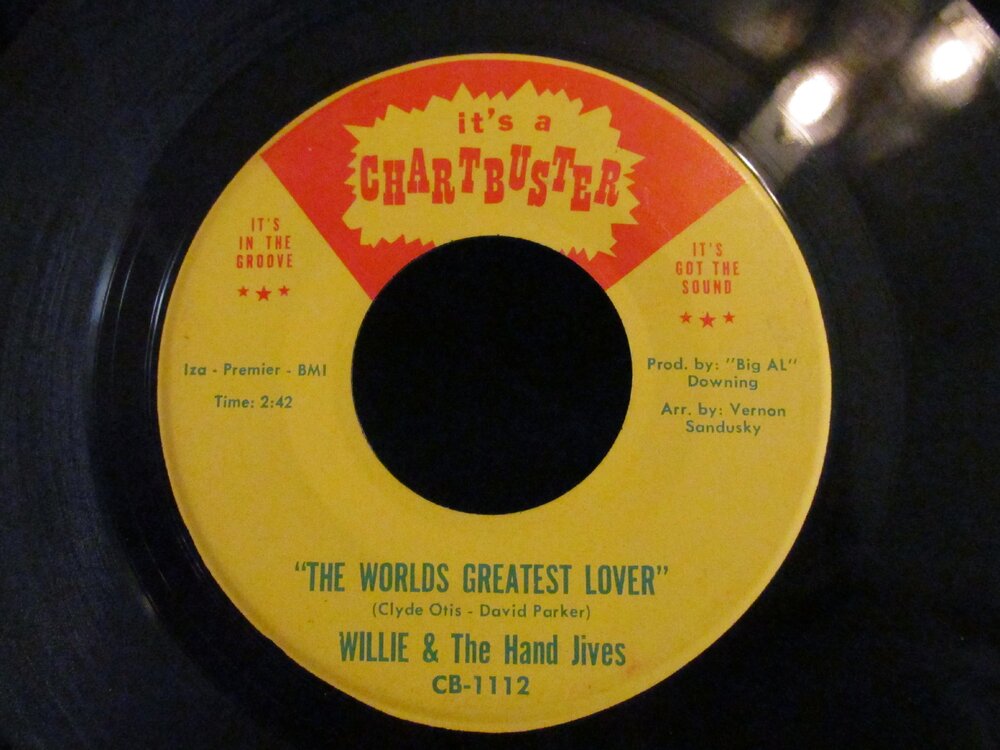 it's a
CHARTBUSTER
IT'S
IN THE
GROOVE
IT'S
GOT THE
SOUND
Iza - Premier - BMI
Time: 2:42
Prod. by: "Big AL"
Downing
Arr. by: Vernon
Sandusky
"THE WORLDS GREATEST LOVER"
(Clyde Otis - David Parker)
WILLIE & The Hand Jives
CB-1112